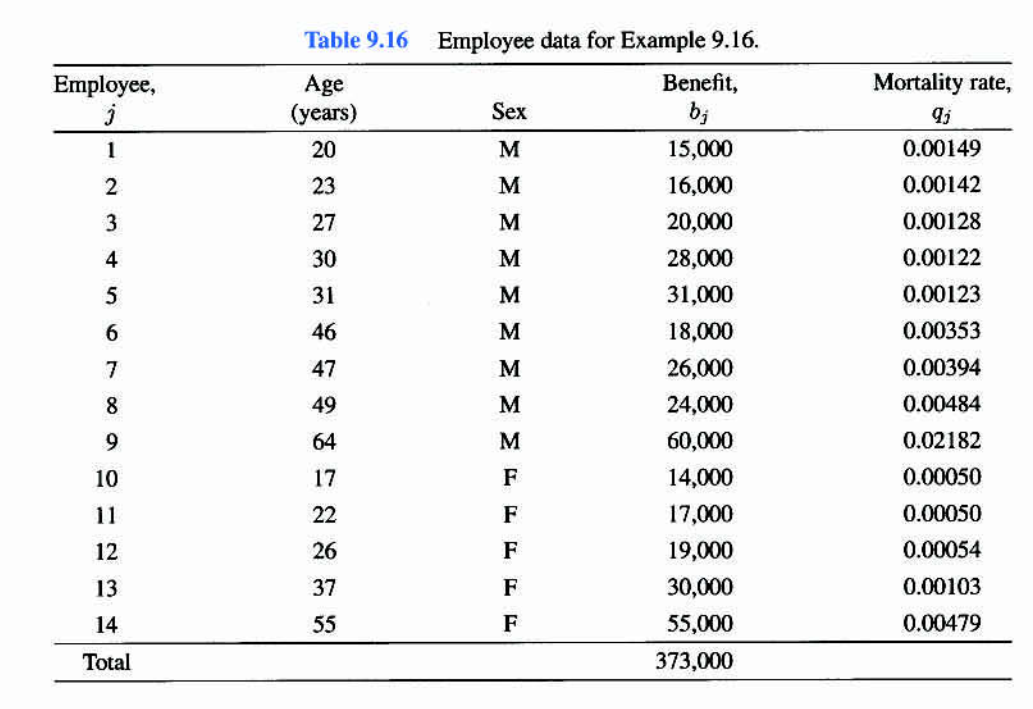 Table 9.16 Employee data for Example 9.16.
Employee, Age Benefit, Mortality rate,
j (years) Sex bj qj
1 20 M 15,000 0.00149
2 23 M 16,000 0.00142
3 27 M 20,000 0.00128
4 30 M 28,000 0.00122
5 31 M 31,000 0.00123
6 46 M 18,000 0.00353
7 47 M 26,000 0.00394
8 49 M 24,000 0.00484
9 64 M 60,000 0.02182
10 17 F 14,000 0.00050
11 22 F 17,000 0.00050
12 26 F 19,000 0.00054
13 37 F 30,000 0.00103
14 55 F 55,000 0.00479
Total 373,000